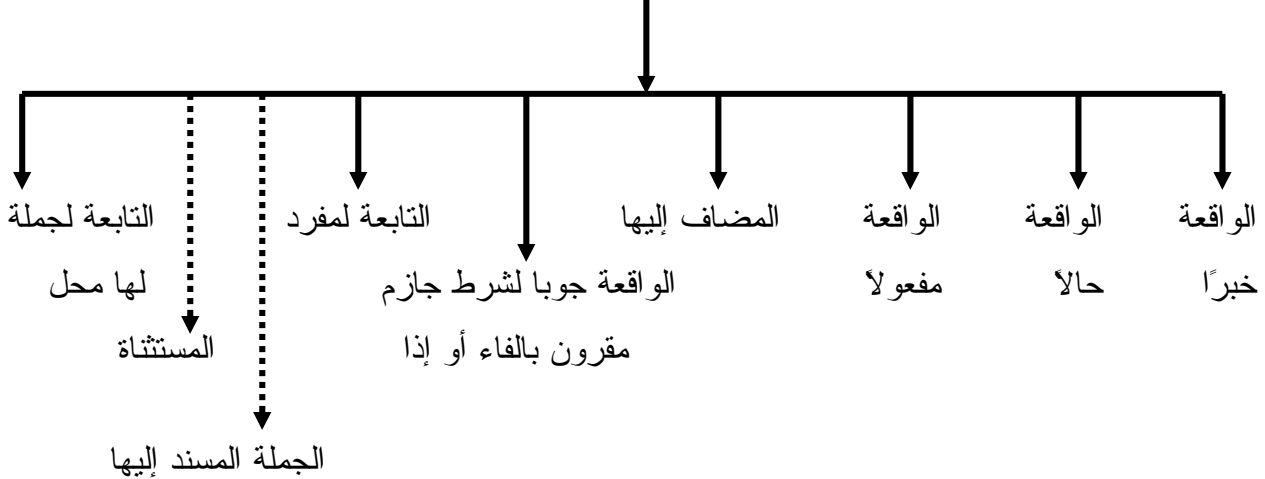 الواقعة
خبرًا
الواقعة
حالاً
الواقعة
مفعولاً
المضاف إليها
الواقعة جوبا لشرط جازم
مقرون بالفاء أو إذا
التابعة لمفرد
الجملة المسند إليها
المستثناة
التابعة لجملة
لها محل